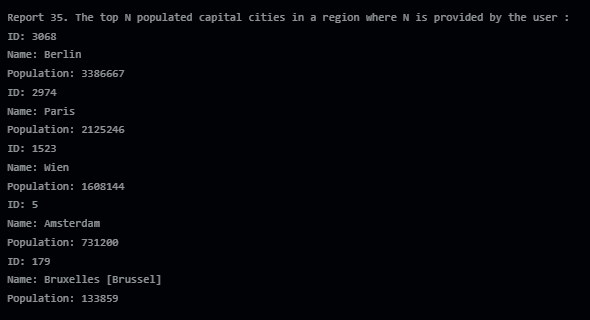 Report 35. The top N populated capital cities in a region where N is provided by the user :
ID: 3068
Name: Berlin
Population: 3386667
ID: 2974
Name: Paris
Population: 2125246
ID: 1523
Name: Wien
Population: 1608144
ID: 5
Name: Amsterdam
Population: 731200
ID: 179
Name: Bruxelles [Brussel]
Population: 133859